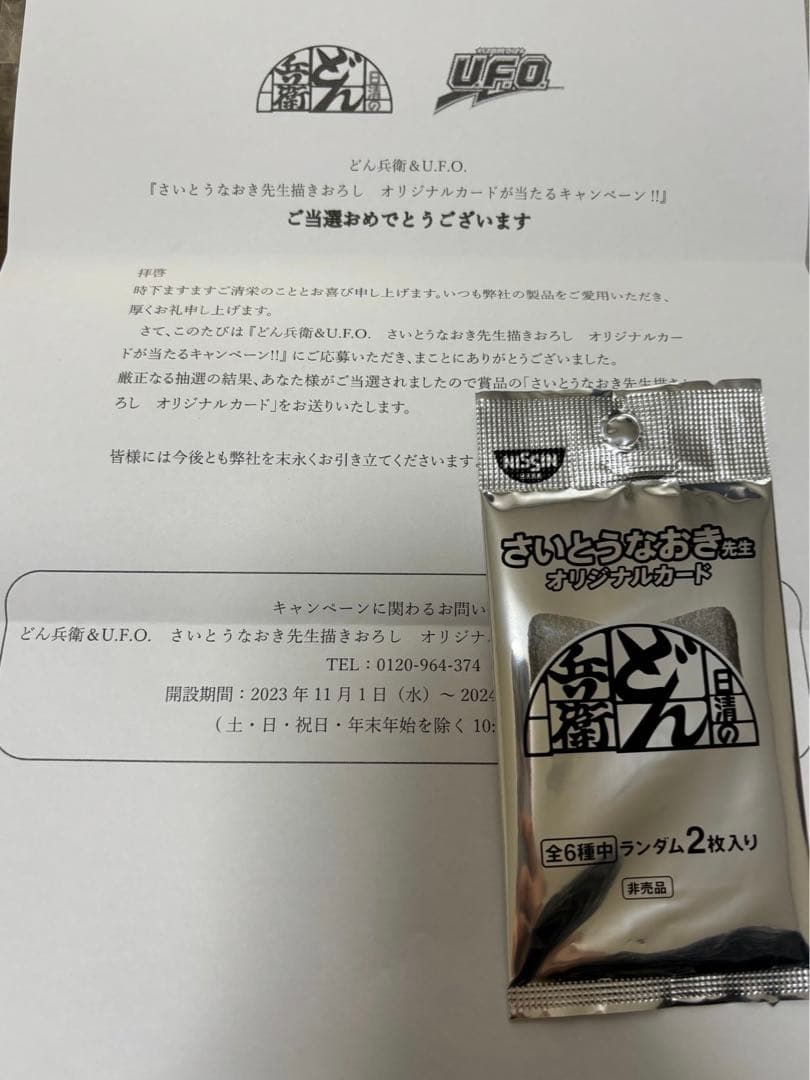 日清の
どん
兵衛
U.F.O.
どん兵衛＆U.F.O.
『さいとうなおき先生描きおろし　オリジナルカードが当たるキャンペーン!!』
ご当選おめでとうございます
拝啓
時下ますますご清栄のこととお喜び申し上げます。いつも弊社の製品をご愛用いただき、
厚くお礼申し上げます。
さて、このたびは『どん兵衛&U.F.O.　さいとうなおき先生描きおろし　オリジナルカー
ドが当たるキャンペーン!!』にご応募いただき、まことにありがとうございました。
厳正なる抽選の結果、あなた様がご当選されましたので賞品の「さいとうなおき先生描き
ろし　オリジナルカード」をお送りいたします。
皆様には今後とも弊社を末永くお引き立てくださいます
キャンペーンに関わるお問い
どん兵衛＆U.F.O.　さいとうなおき先生描きおろし　オリジナ
TEL：0120-964-374
開設期間：2023年11月1日（水）～2024
（土・日・祝日・年末年始を除く 10:
NISSIN
さいとうなおき先生
オリジナルカード
日清の
どん
兵衛
全6種中 ランダム2枚入り
非売品